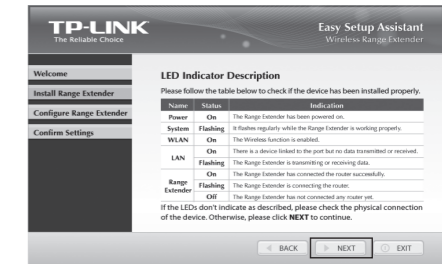 TP-LINK
The Reliable Choice
Easy Setup Assistant
Wireless Range Extender
Welcome
Install Range Extender
Configure Range Extender
Confirm Settings
LED Indicator Description
Please follow the table below to check if the device has been installed properly.
Name Status Indication
Power On The Range Extender has been powered on.
System Flashing It flashes regularly while the Range Extender is working properly.
WLAN On The Wireless function is enabled.
LAN On There is a device linked to the port but no data transmitted or received.
Flashing The Range Extender is transmitting or receiving data.
Range Extender On The Range Extender has connected the router successfully.
Flashing The Range Extender is connecting the router.
Off The Range Extender has not connected any router yet.
If the LEDs don't indicate as described, please check the physical connection
of the device. Otherwise, please click NEXT to continue.
BACK NEXT EXIT